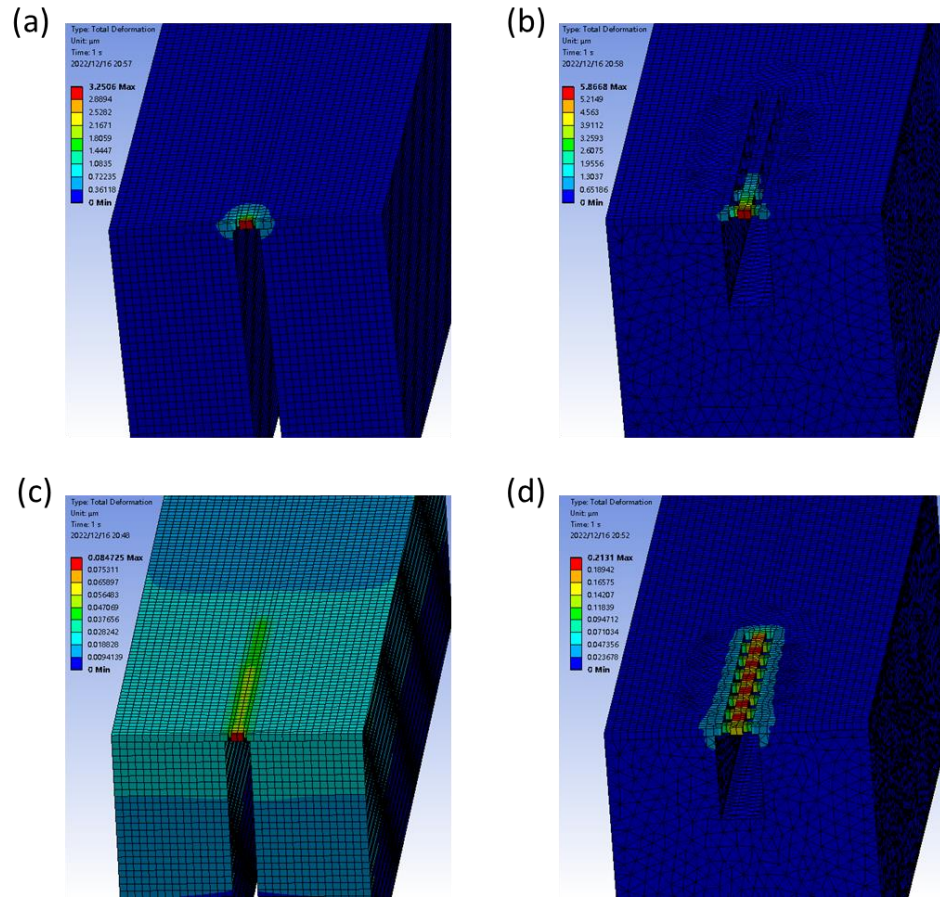 (a)
Type: Total Deformation
Unit: µm
Time: 1 s
2022/12/16 20:57
3.2506 Max
2.8894
2.5282
2.1671
1.8059
1.4447
1.0835
0.72235
0.36118
0 Min
(b)
Type: Total Deformation
Unit: µm
Time: 1 s
2022/12/16 20:58
5.8668 Max
5.2149
4.563
3.9112
3.2593
2.6075
1.9556
1.3037
0.65186
0 Min
(c)
Type: Total Deformation
Unit: µm
Time: 1 s
2022/12/16 20:48
0.084725 Max
0.075311
0.065897
0.056483
0.047069
0.037656
0.028242
0.018828
0.0094139
0 Min
(d)
Type: Total Deformation
Unit: µm
Time: 1 s
2022/12/16 20:52
0.2131 Max
0.18942
0.16575
0.14207
0.11839
0.094712
0.071034
0.047356
0.023678
0 Min